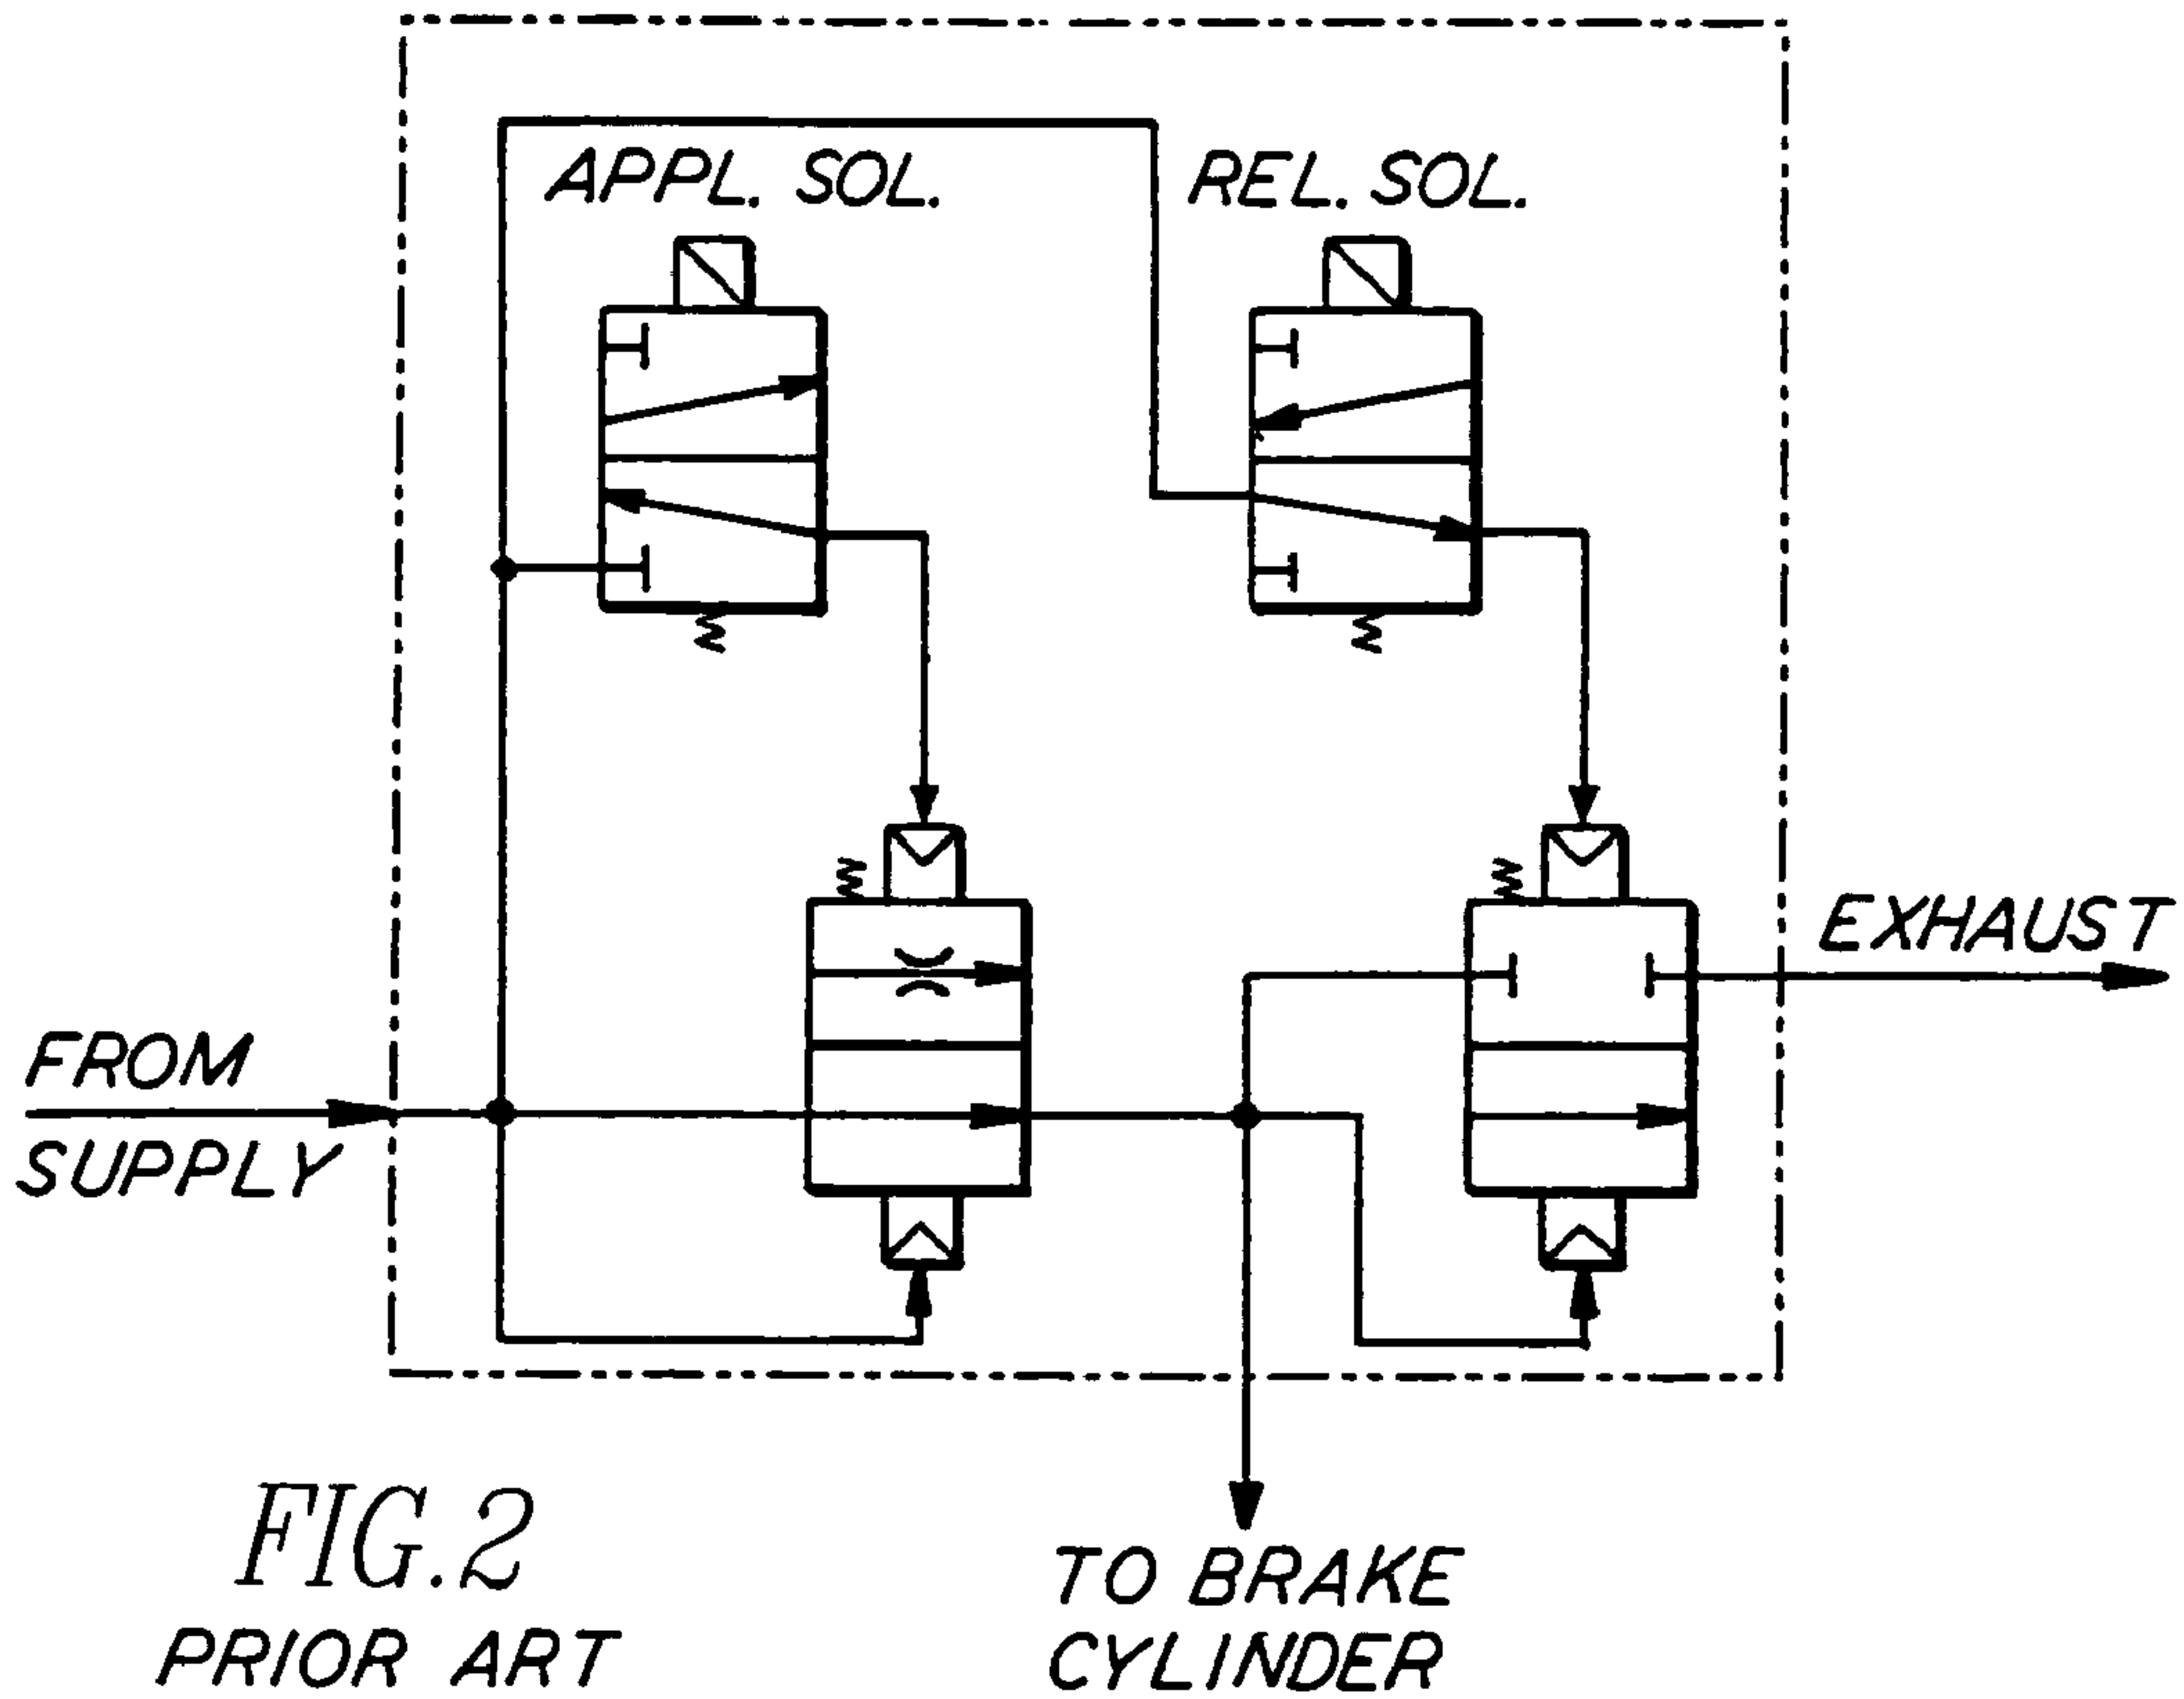 APPL. SOL.
REL. SOL.
EXHAUST
FROM
SUPPLY
TO BRAKE
CYLINDER
FIG.2
PRIOR ART